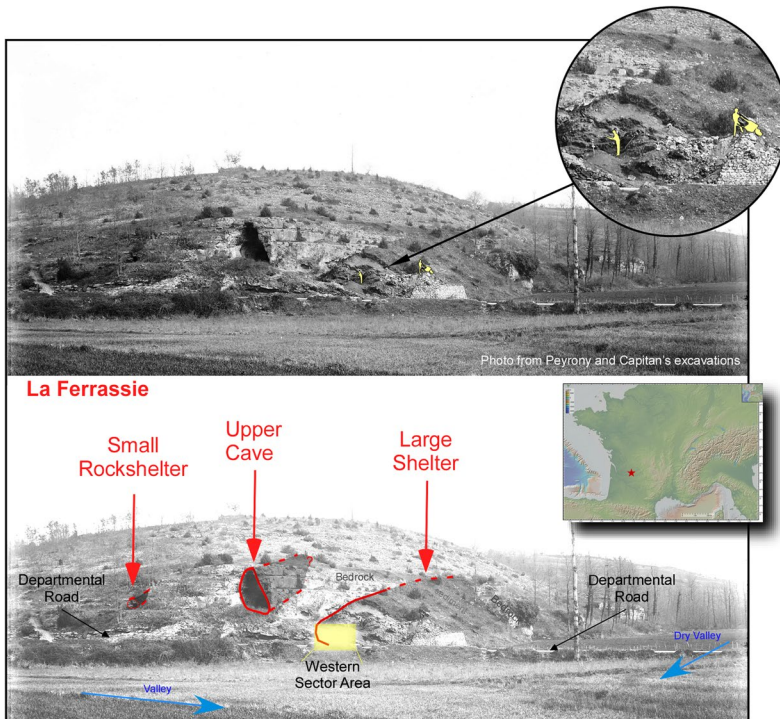 Photo from Peyrony and Capitan's excavations
La Ferrassie
Small
Rockshelter
Upper
Cave
Large
Shelter
Departmental
Road
Bedrock
Bedrock
Departmental
Road
Western
Sector Area
Dry Valley
Valley